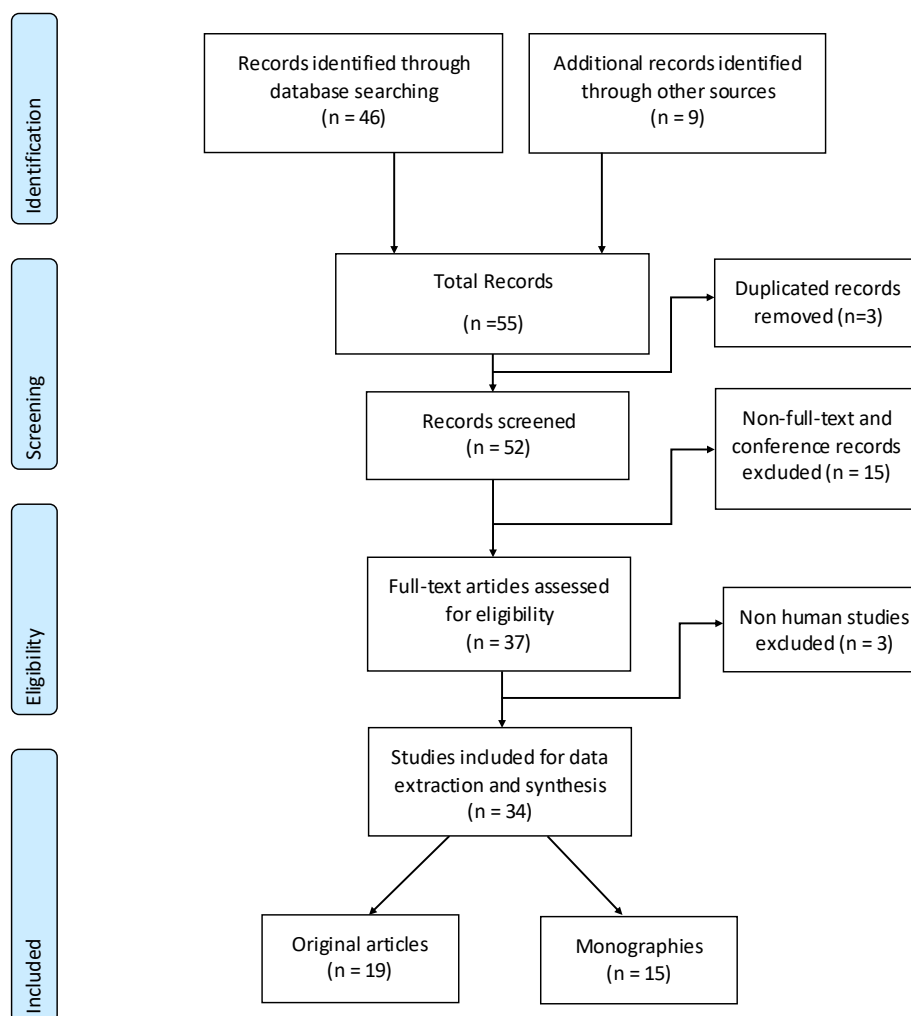 Identification
Records identified through
database searching
(n = 46)
Additional records identified
through other sources
(n = 9)
Screening
Total Records
(n =55)
Duplicated records
removed (n=3)
Records screened
(n = 52)
Non-full-text and
conference records
excluded (n = 15)
Eligibility
Full-text articles assessed
for eligibility
(n = 37)
Non human studies
excluded (n = 3)
Included
Studies included for data
extraction and synthesis
(n = 34)
Original articles
(n = 19)
Monographies
(n = 15)